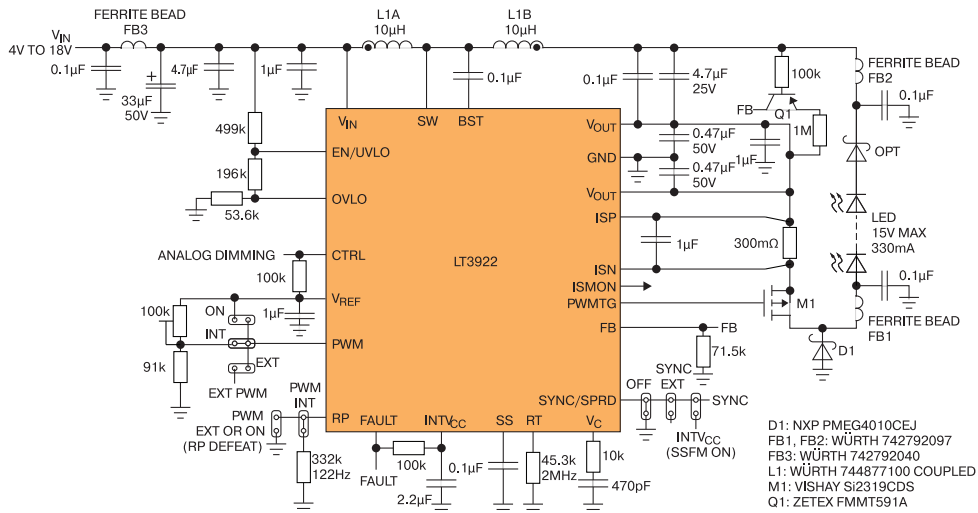 FERRITE BEAD
FB3
VIN
4V TO 18V
L1A
10µH
L1B
10µH
0.1µF
33µF
50V
+
4.7µF
1µF
0.1µF
0.1µF
4.7µF
25V
100k
FB
Q1
1M
FERRITE BEAD
FB2
0.1µF
OPT
499k
196k
53.6k
VIN
SW
BST
EN/UVLO
OVLO
VOUT
GND
VOUT
0.47µF
50V
0.47µF
50V
1µF
ISP
1µF
300mΩ
ISN
ISMON
PWMTG
M1
LED
15V MAX
330mA
0.1µF
FERRITE BEAD
FB1
D1
LT3922
ANALOG DIMMING
CTRL
100k
VREF
1µF
100k
ON
INT
EXT
PWM
91k
EXT PWM
FB
FB
71.5k
PWM
EXT OR ON
(RP DEFEAT)
PWM
INT
RP
332k
122Hz
FAULT
INTVCC
SS
RT
VC
SYNC/SPRD
OFF
SYNC
EXT
SYNC
INTVCC
(SSFM ON)
FAULT
100k
2.2µF
0.1µF
45.3k
2MHz
10k
470pF
D1: NXP PMEG4010CEJ
FB1, FB2: WÜRTH 742792097
FB3: WÜRTH 742792040
L1: WÜRTH 744877100 COUPLED
M1: VISHAY Si2319CDS
Q1: ZETEX FMMT591A